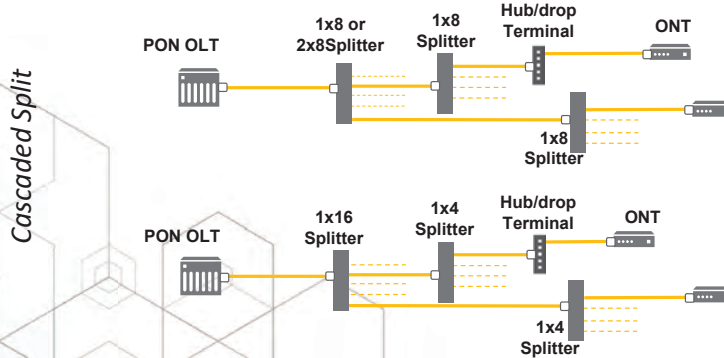 Cascaded Split
PON OLT
1x8 or
2x8Splitter
1x8
Splitter
Hub/drop
Terminal
ONT
1x8
Splitter
PON OLT
1x16
Splitter
1x4
Splitter
Hub/drop
Terminal
ONT
1x4
Splitter